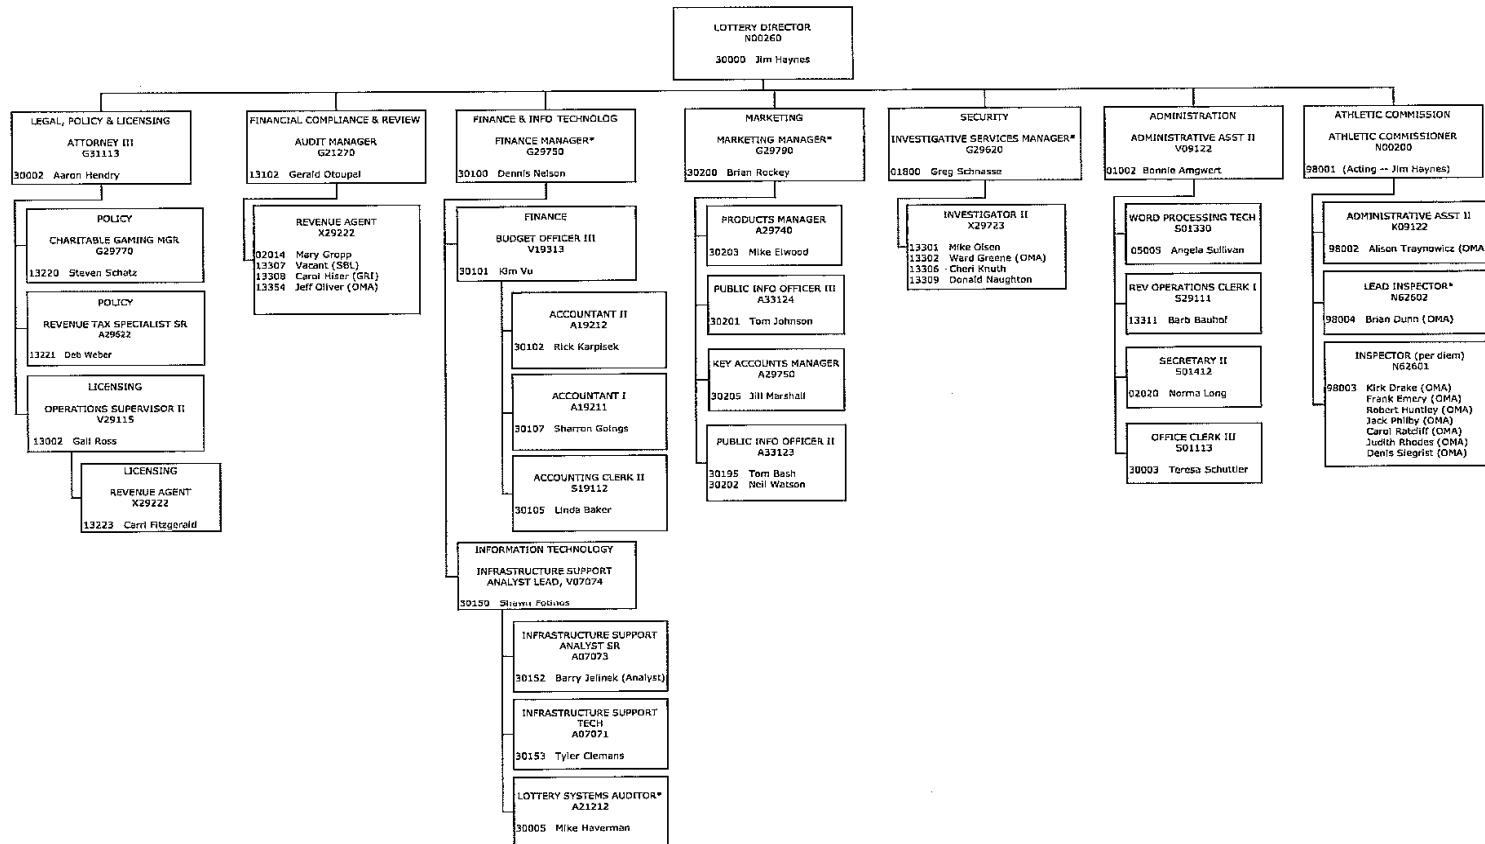 LOTTERY DIRECTOR
N00260
30000 Jim Haynes
LEGAL, POLICY & LICENSING
ATTORNEY III
G31113
30002 Aaron Hendry
POLICY
CHARITABLE GAMING MGR
G29770
13220 Steven Schatz
POLICY
REVENUE TAX SPECIALIST SR
A29622
13221 Deb Weber
LICENSING
OPERATIONS SUPERVISOR II
V29115
13002 Gail Ross
LICENSING
REVENUE AGENT
X29222
13223 Carri Fitzgerald
FINANCIAL COMPLIANCE & REVIEW
AUDIT MANAGER
G21270
13102 Gerald Otoupal
REVENUE AGENT
X29222
02014 Mary Gropp
13307 Vacant (SBL)
13308 Carol Hiser (GRI)
13354 Jeff Oliver (OMA)
FINANCE & INFO TECHNOLOG
FINANCE MANAGER*
G29750
30100 Dennis Nelson
FINANCE
BUDGET OFFICER III
V19313
30101 Kim Vu
ACCOUNTANT II
A19212
30102 Rick Karpisek
ACCOUNTANT I
A19211
30107 Sharron Goings
ACCOUNTING CLERK II
S19112
30105 Linda Baker
INFORMATION TECHNOLOGY
INFRASTRUCTURE SUPPORT
ANALYST LEAD, V07074
30150 Shawn Fotinos
INFRASTRUCTURE SUPPORT
ANALYST SR
A07073
30152 Barry Jelinek (Analyst)
INFRASTRUCTURE SUPPORT
TECH
A07071
30153 Tyler Clemans
LOTTERY SYSTEMS AUDITOR*
A21212
30005 Mike Haverman
MARKETING
MARKETING MANAGER*
G29790
30200 Brian Rockey
PRODUCTS MANAGER
A29740
30203 Mike Elwood
PUBLIC INFO OFFICER III
A33124
30201 Tom Johnson
KEY ACCOUNTS MANAGER
A29750
30205 Jill Marshall
PUBLIC INFO OFFICER II
A33123
30195 Tom Bash
30202 Neil Watson
SECURITY
INVESTIGATIVE SERVICES MANAGER*
G29620
01800 Greg Schnasse
INVESTIGATOR II
X29723
13301 Mike Olsen
13302 Ward Greene (OMA)
13306 Cheri Knuth
13309 Donald Naughton
ADMINISTRATION
ADMINISTRATIVE ASST II
V09122
01002 Bonnie Amgwert
WORD PROCESSING TECH
S01330
05005 Angela Sullivan
REV OPERATIONS CLERK I
S29111
13311 Barb Bauhof
SECRETARY II
S01412
02020 Norma Long
OFFICE CLERK III
S01113
30003 Teresa Schuttler
ATHLETIC COMMISSION
ATHLETIC COMMISSIONER
N00200
98001 (Acting -- Jim Haynes)
ADMINISTRATIVE ASST II
K09122
98002 Alison Traynowicz (OMA)
LEAD INSPECTOR*
N62602
98004 Brian Dunn (OMA)
INSPECTOR (per diem)
N62601
98003 Kirk Drake (OMA)
Frank Emery (OMA)
Robert Huntley (OMA)
Jack Philby (OMA)
Carol Ratcliff (OMA)
Judith Rhodes (OMA)
Denis Siegrist (OMA)